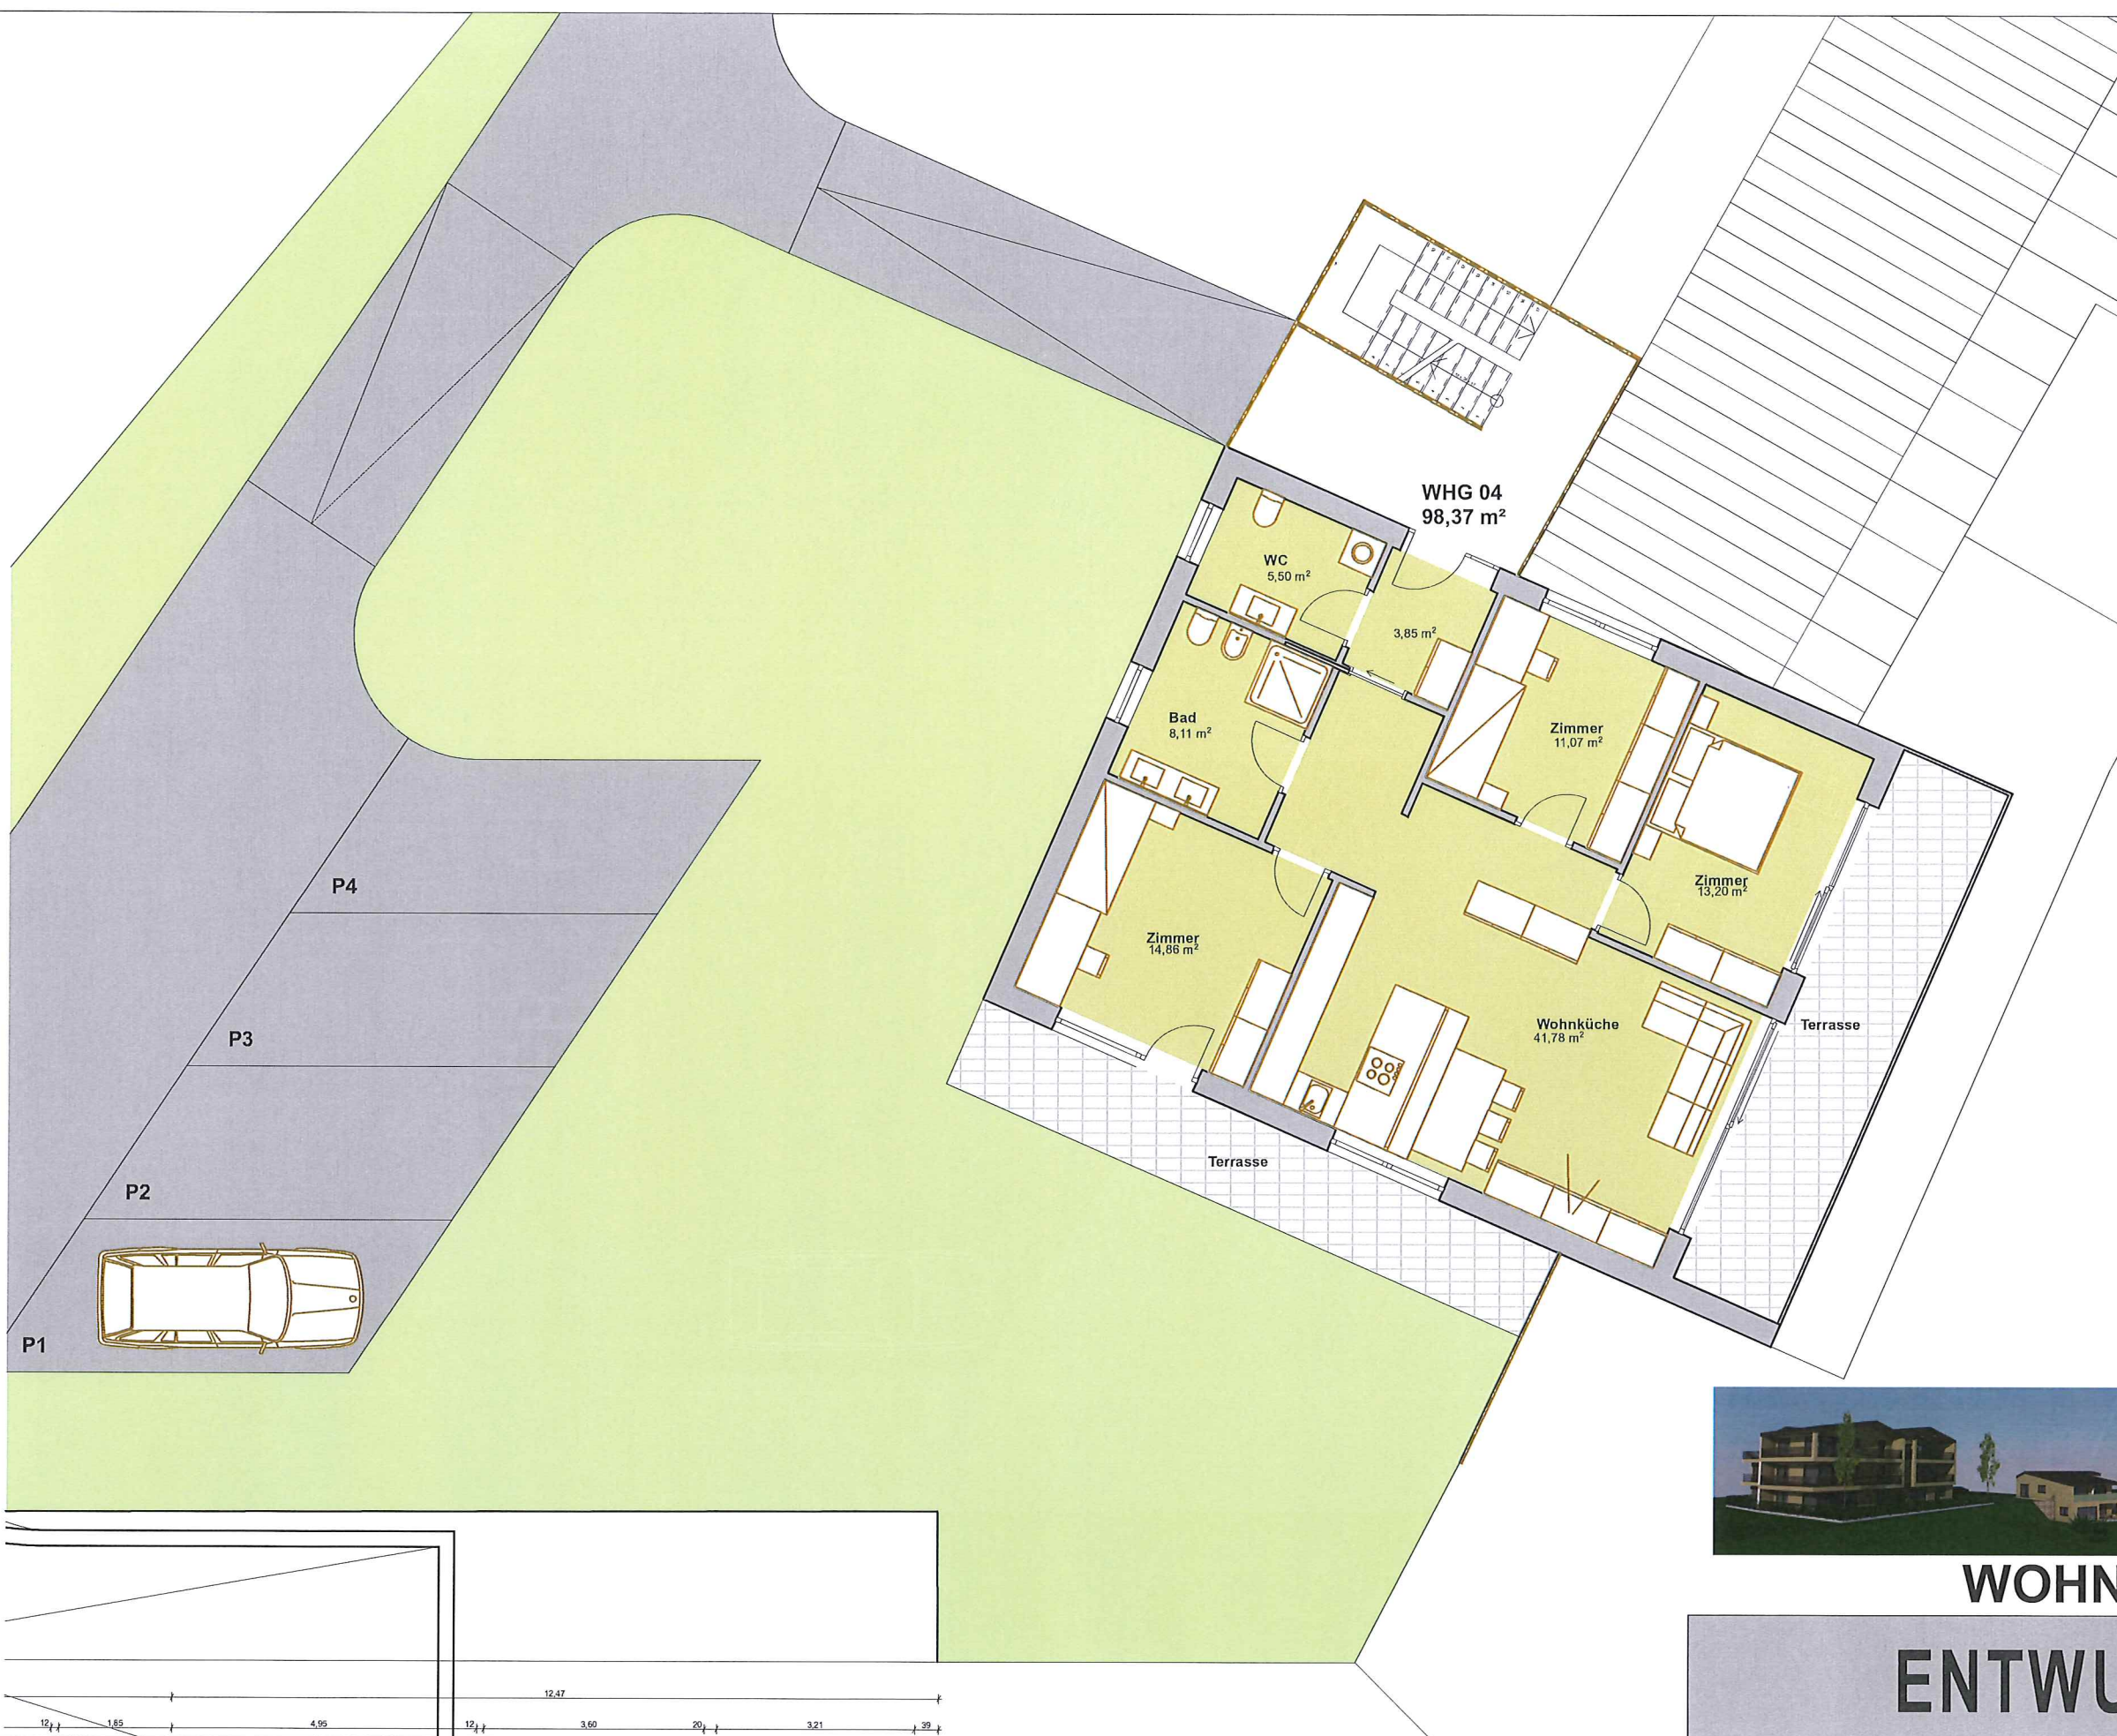 WHG 04
98,37 m²
WC
5,50 m²
3,85 m²
Bad
8,11 m²
Zimmer
11,07 m²
Zimmer
13,20 m²
Zimmer
14,86 m²
Wohnküche
41,78 m²
Terrasse
Terrasse
P4
P3
P2
P1
WOHN
ENTWU
12,47
12 1,85 4,95 12 3,60 20 3,21 39